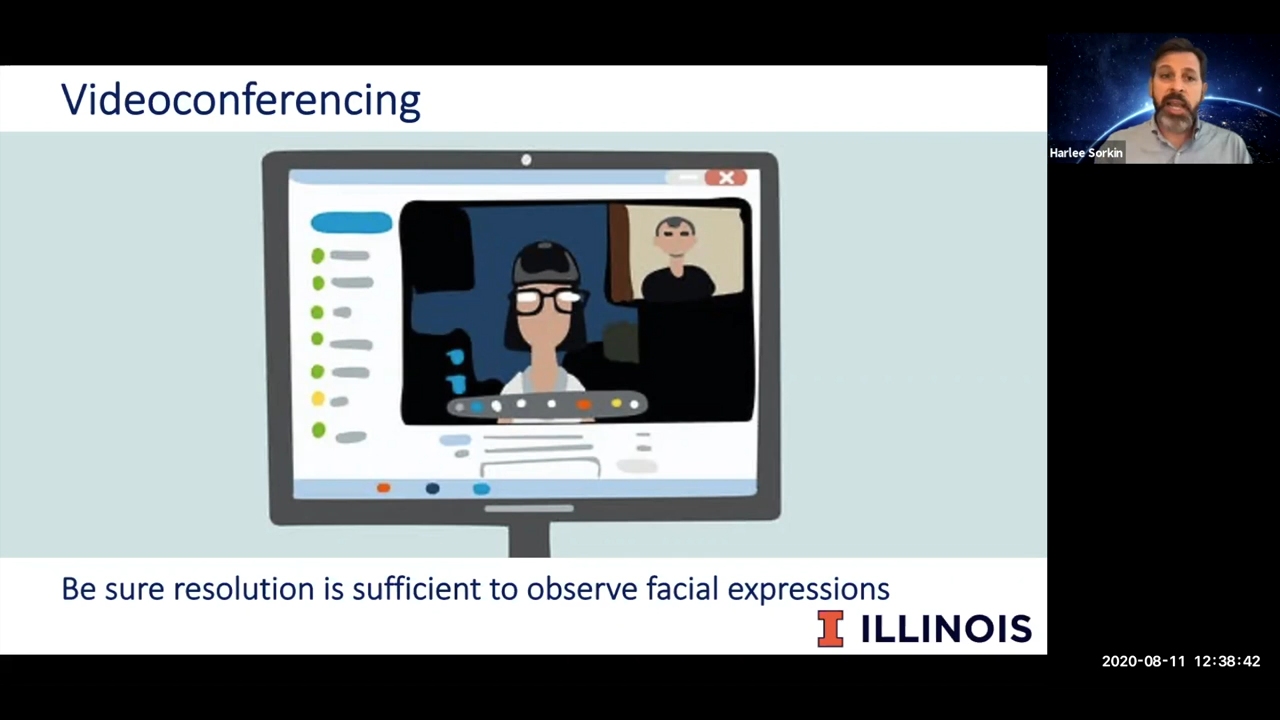 Videoconferencing
Harlee Sorkin
Be sure resolution is sufficient to observe facial expressions
I ILLINOIS
2020-08-11 12:38:42